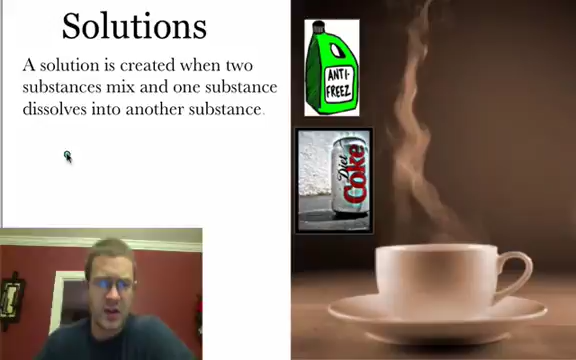 Solutions
A solution is created when two
substances mix and one substance
dissolves into another substance.
ANTI-
FREEZ
Diet
Coke